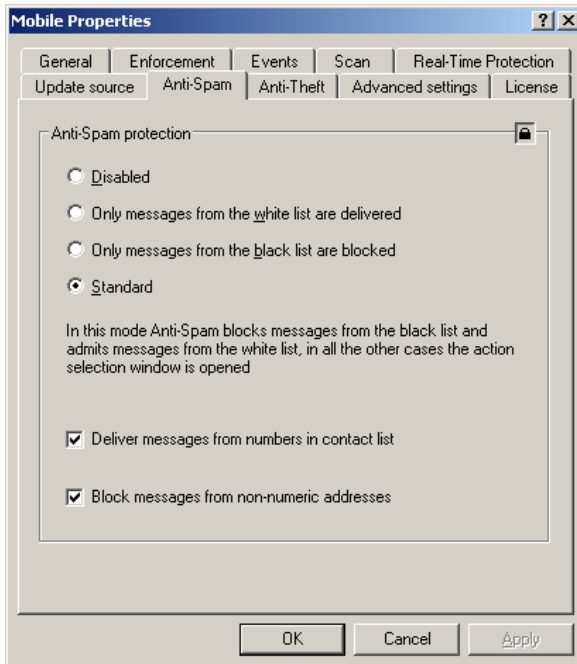 Mobile Properties
General Enforcement Events Scan Real-Time Protection
Update source Anti-Spam Anti-Theft Advanced settings License
Anti-Spam protection
Disabled
Only messages from the white list are delivered
Only messages from the black list are blocked
Standard
In this mode Anti-Spam blocks messages from the black list and
admits messages from the white list, in all the other cases the action
selection window is opened
Deliver messages from numbers in contact list
Block messages from non-numeric addresses
OK Cancel Apply